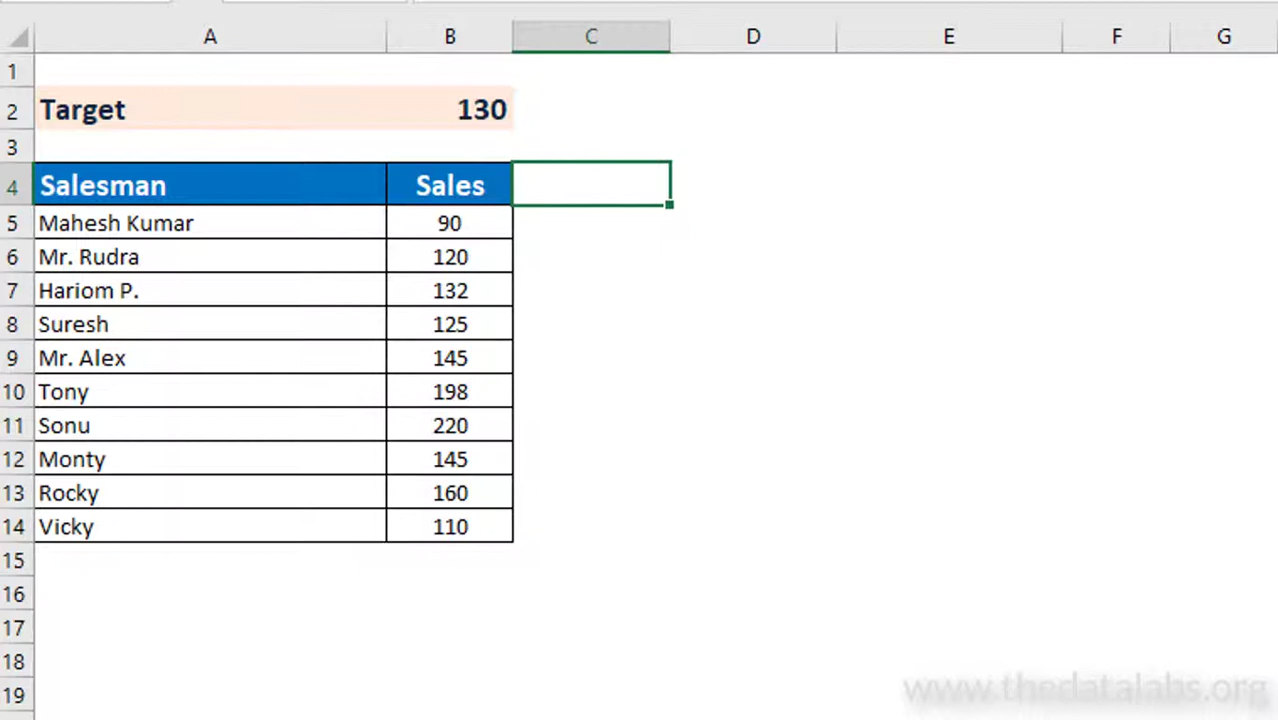 A B C D E F G
1
2 Target 130
3
4 Salesman Sales
5 Mahesh Kumar 90
6 Mr. Rudra 120
7 Hariom P. 132
8 Suresh 125
9 Mr. Alex 145
10 Tony 198
11 Sonu 220
12 Monty 145
13 Rocky 160
14 Vicky 110
15
16
17
18
19
www.thedatalabs.org